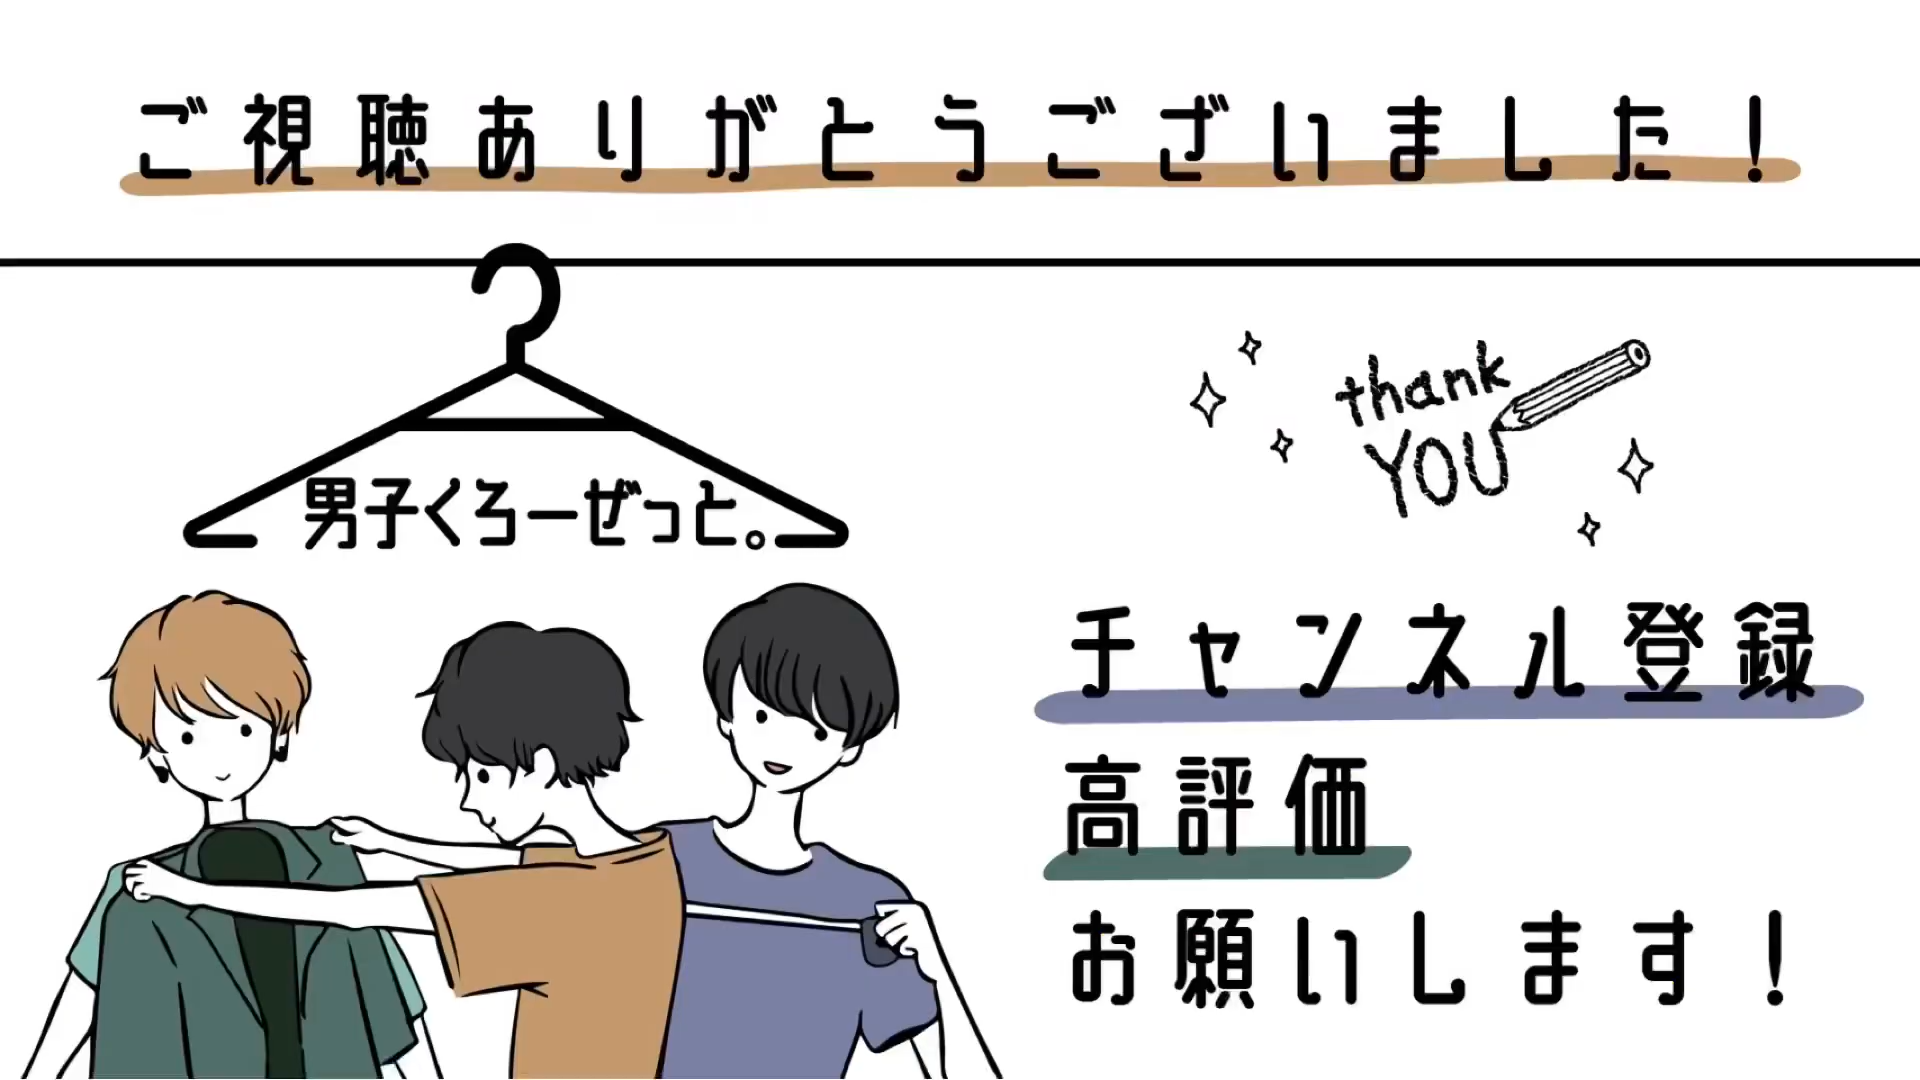 ご視聴ありがとうございました!
男子くろーぜっと。
thank
YOU
チャンネル登録
高評価
お願いします!